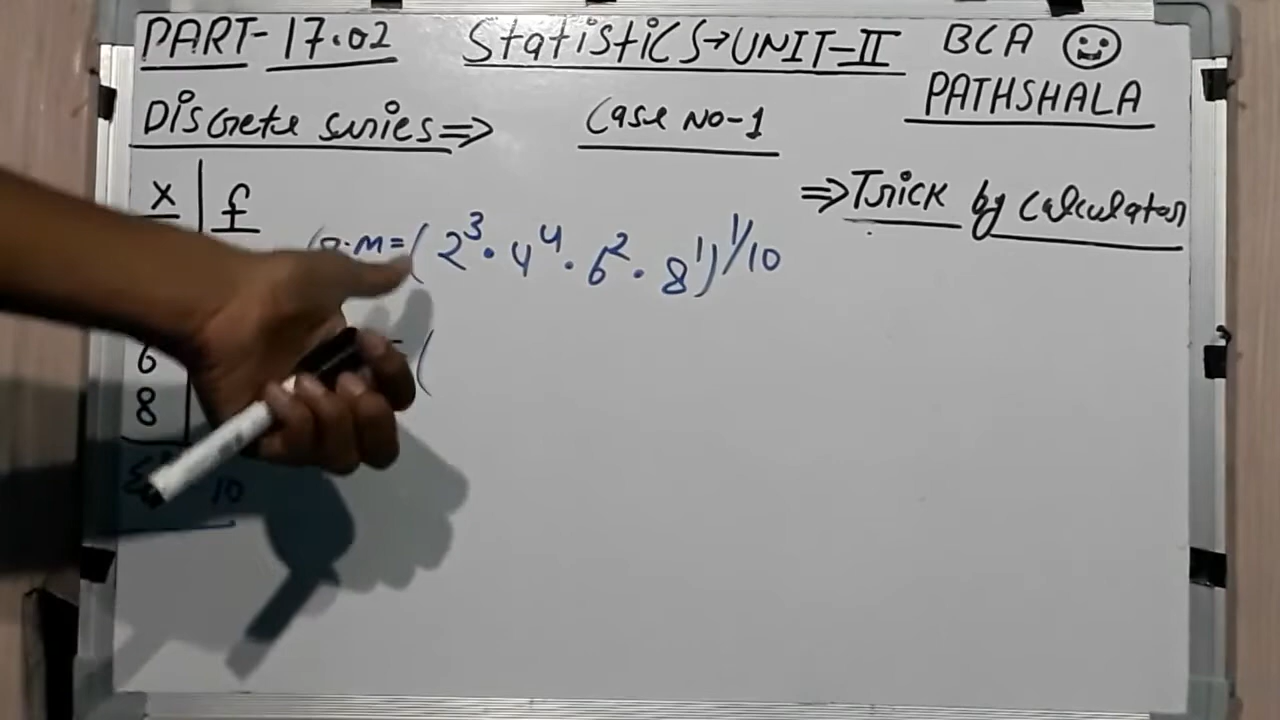 PART-17.02 Statistics→UNIT-II BCA
PATHSHALA
Discrete series⇒ Case No-1
⇒Trick by Calculator
x f
G.M=(2³·4⁴·6²·8¹)^1/10
6 = (
8
10